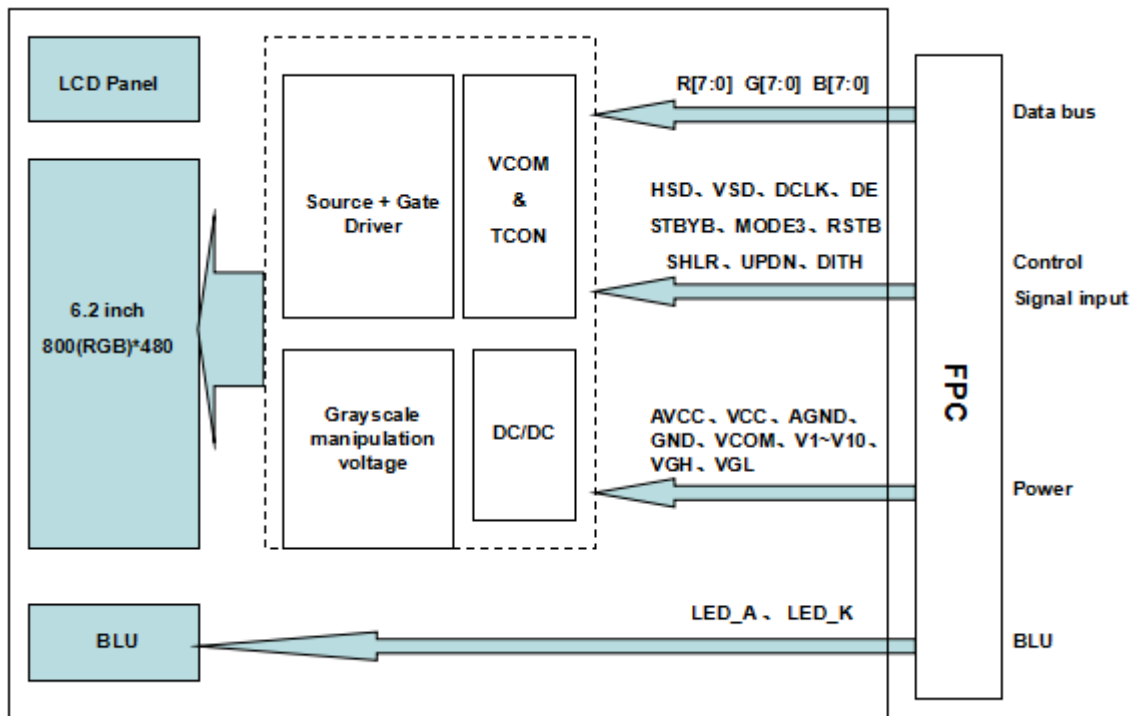 LCD Panel
6.2 inch
800(RGB)*480
BLU
Source + Gate
Driver
VCOM
&
TCON
Grayscale
manipulation
voltage
DC/DC
R[7:0] G[7:0] B[7:0]
HSD、VSD、DCLK、DE
STBYB、MODE3、RSTB
SHLR、UPDN、DITH
AVCC、VCC、AGND、
GND、VCOM、V1~V10、
VGH、VGL
LED_A 、 LED_K
FPC
Data bus
Control
Signal input
Power
BLU